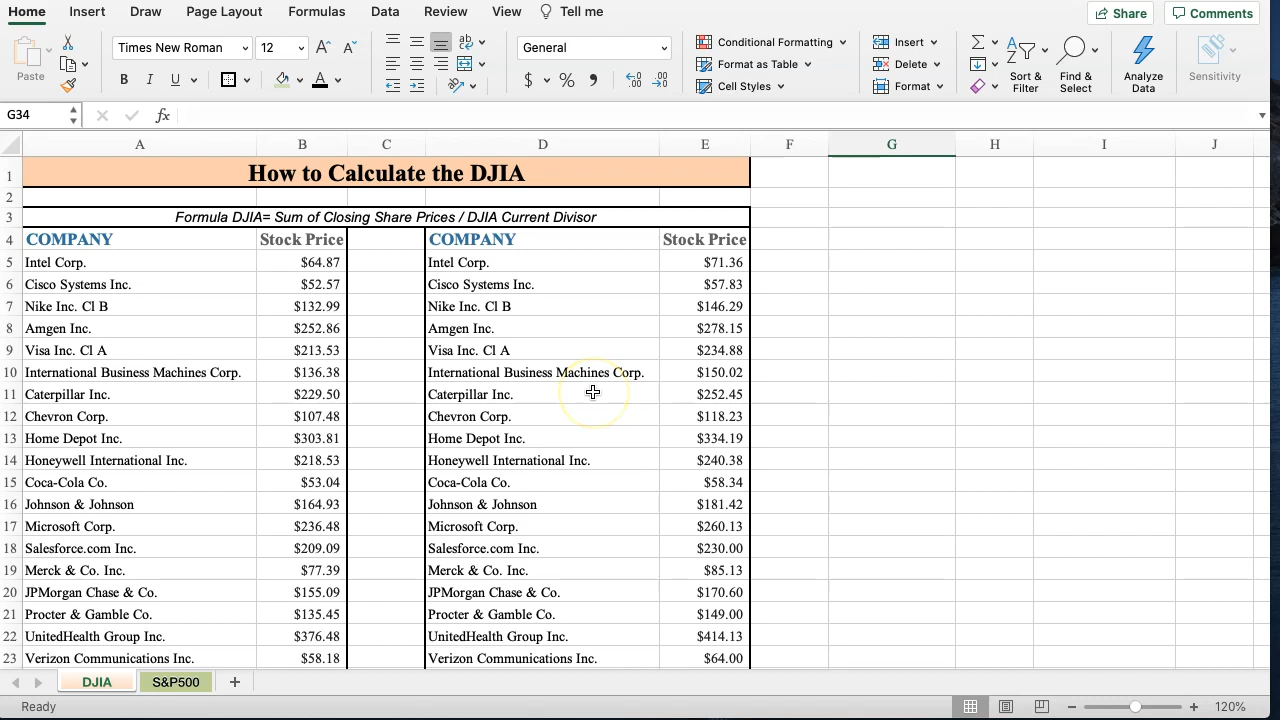 Home Insert Draw Page Layout Formulas Data Review View Tell me Share Comments
Paste Times New Roman 12 A A ab General Conditional Formatting Insert
B I U A $ % 9 Format as Table Delete Sort & Filter Find & Select Analyze Data Sensitivity
Cell Styles Format
G34 fx
A B C D E F G H I J
1 How to Calculate the DJIA
2
3 Formula DJIA= Sum of Closing Share Prices / DJIA Current Divisor
4 COMPANY Stock Price COMPANY Stock Price
5 Intel Corp. $64.87 Intel Corp. $71.36
6 Cisco Systems Inc. $52.57 Cisco Systems Inc. $57.83
7 Nike Inc. Cl B $132.99 Nike Inc. Cl B $146.29
8 Amgen Inc. $252.86 Amgen Inc. $278.15
9 Visa Inc. Cl A $213.53 Visa Inc. Cl A $234.88
10 International Business Machines Corp. $136.38 International Business Machines Corp. $150.02
11 Caterpillar Inc. $229.50 Caterpillar Inc. $252.45
12 Chevron Corp. $107.48 Chevron Corp. $118.23
13 Home Depot Inc. $303.81 Home Depot Inc. $334.19
14 Honeywell International Inc. $218.53 Honeywell International Inc. $240.38
15 Coca-Cola Co. $53.04 Coca-Cola Co. $58.34
16 Johnson & Johnson $164.93 Johnson & Johnson $181.42
17 Microsoft Corp. $236.48 Microsoft Corp. $260.13
18 Salesforce.com Inc. $209.09 Salesforce.com Inc. $230.00
19 Merck & Co. Inc. $77.39 Merck & Co. Inc. $85.13
20 JPMorgan Chase & Co. $155.09 JPMorgan Chase & Co. $170.60
21 Procter & Gamble Co. $135.45 Procter & Gamble Co. $149.00
22 UnitedHealth Group Inc. $376.48 UnitedHealth Group Inc. $414.13
23 Verizon Communications Inc. $58.18 Verizon Communications Inc. $64.00
DJIA S&P500 +
Ready 120%